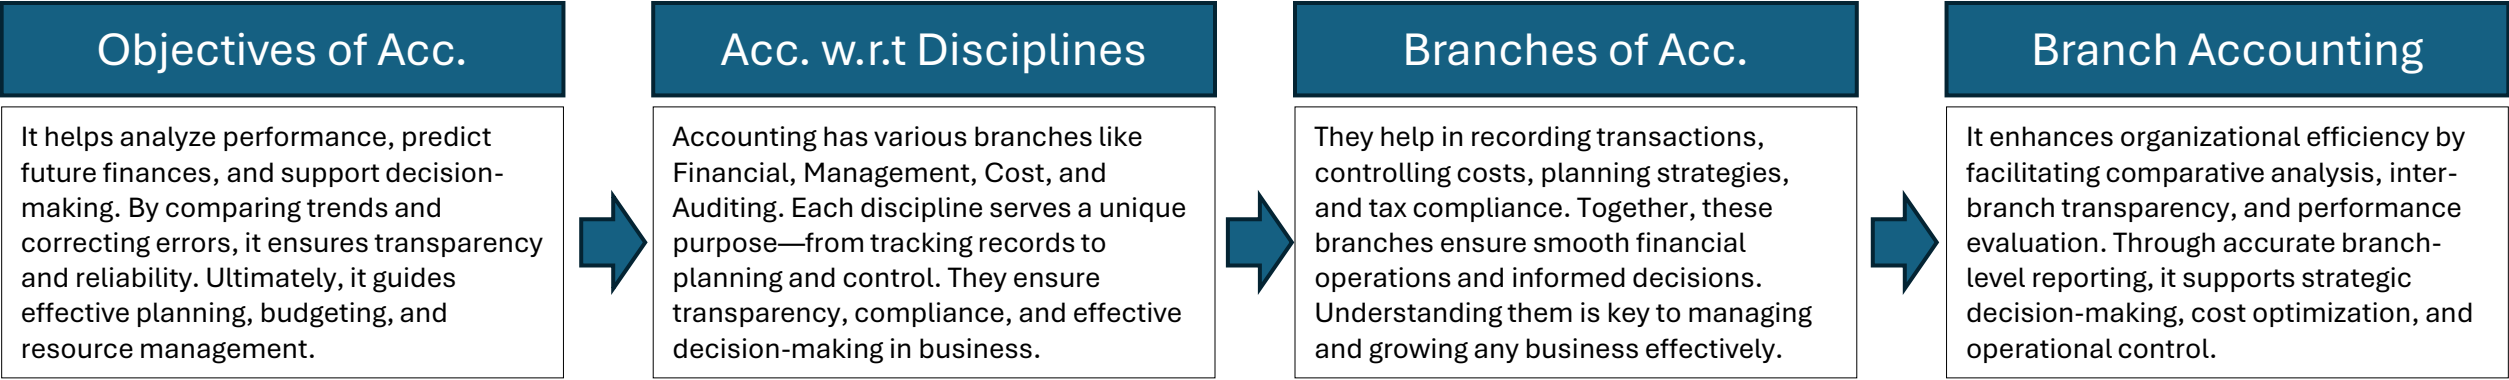 Objectives of Acc.
It helps analyze performance, predict
future finances, and support decision-
making. By comparing trends and
correcting errors, it ensures transparency
and reliability. Ultimately, it guides
effective planning, budgeting, and
resource management.
Acc. w.r.t Disciplines
Accounting has various branches like
Financial, Management, Cost, and
Auditing. Each discipline serves a unique
purpose—from tracking records to
planning and control. They ensure
transparency, compliance, and effective
decision-making in business.
Branches of Acc.
They help in recording transactions,
controlling costs, planning strategies,
and tax compliance. Together, these
branches ensure smooth financial
operations and informed decisions.
Understanding them is key to managing
and growing any business effectively.
Branch Accounting
It enhances organizational efficiency by
facilitating comparative analysis, inter-
branch transparency, and performance
evaluation. Through accurate branch-
level reporting, it supports strategic
decision-making, cost optimization, and
operational control.